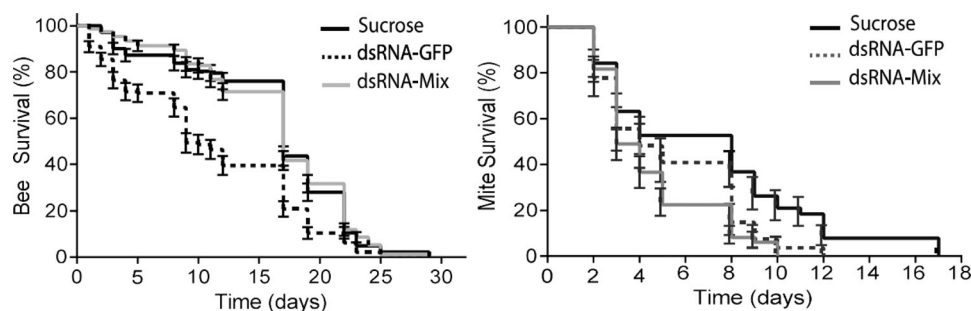 100
80
60
40
20
0
Bee Survival (%)
0 5 10 15 20 25 30
Time (days)
Sucrose
dsRNA-GFP
dsRNA-Mix
100
80
60
40
20
0
Mite Survival (%)
0 2 4 6 8 10 12 14 16 18
Time (days)
Sucrose
dsRNA-GFP
dsRNA-Mix